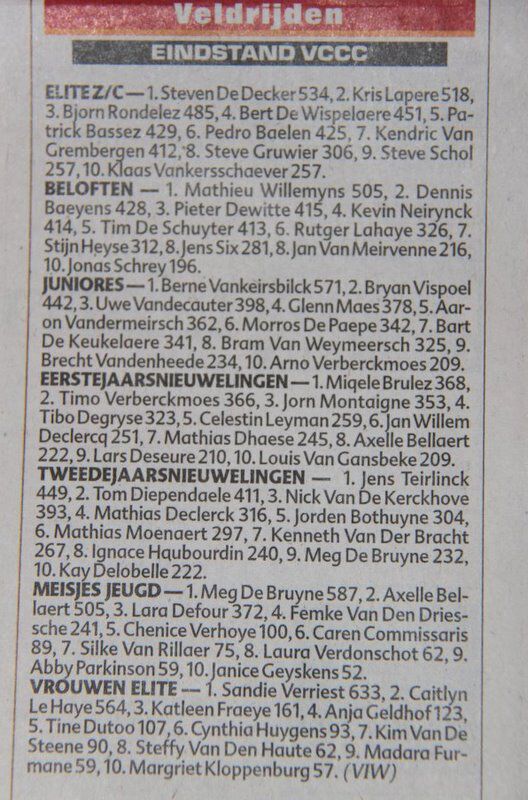 Veldrijden
EINDSTAND VCCC
ELITE Z/C — 1. Steven De Decker 534, 2. Kris Lapere 518,
3. Bjorn Rondelez 485, 4. Bert De Wispelaere 451, 5. Pa-
trick Bassez 429, 6. Pedro Baelen 425, 7. Kendric Van
Grembergen 412, 8. Steve Gruwier 306, 9. Steve Schol
257, 10. Klaas Vankersschaever 257.
BELOFTEN — 1. Mathieu Willemyns 505, 2. Dennis
Baeyens 428, 3. Pieter Dewitte 415, 4. Kevin Neirynck
414, 5. Tim De Schuyter 413, 6. Rutger Lahaye 326, 7.
Stijn Heyse 312, 8. Jens Six 281, 8. Jan Van Meirvenne 216,
10. Jonas Schrey 196.
JUNIORES — 1. Berne Vankeirsbilck 571, 2. Bryan Vispoel
442, 3. Uwe Vandecauter 398, 4. Glenn Maes 378, 5. Aar-
on Vandermeirsch 362, 6. Morros De Paepe 342, 7. Bart
De Keukelaere 341, 8. Bram Van Weymeersch 325, 9.
Brecht Vandenheede 234, 10. Arno Verberckmoes 209.
EERSTEJAARSNIEUWELINGEN — 1. Miqele Brulez 368,
2. Timo Verberckmoes 366, 3. Jorn Montaigne 353, 4.
Tibo Degryse 323, 5. Celestin Leyman 259, 6. Jan Willem
Declercq 251, 7. Mathias Dhaese 245, 8. Axelle Bellaert
222, 9. Lars Deseure 210, 10. Louis Van Gansbeke 209.
TWEEDEJAARSNIEUWELINGEN — 1. Jens Teirlinck
449, 2. Tom Diependaele 411, 3. Nick Van De Kerckhove
393, 4. Mathias Declerck 316, 5. Jorden Bothuyne 304,
6. Mathias Moenaert 297, 7. Kenneth Van Der Bracht
267, 8. Ignace Haubourdin 240, 9. Meg De Bruyne 232,
10. Kay Delobelle 222.
MEISJES JEUGD — 1. Meg De Bruyne 587, 2. Axelle Bel-
laert 505, 3. Lara Defour 372, 4. Femke Van Den Dries-
sche 241, 5. Chenice Verhoye 100, 6. Caren Commissaris
89, 7. Silke Van Rillaer 75, 8. Laura Verdonschot 62, 9.
Abby Parkinson 59, 10. Janice Geyskens 52.
VROUWEN ELITE — 1. Sandie Verriest 633, 2. Caitlyn
Le Haye 564, 3. Katleen Fraeye 161, 4. Anja Geldhof 123,
5. Tine Dutoo 107, 6. Cynthia Huygens 93, 7. Kim Van De
Steene 90, 8. Steffy Van Den Haute 62, 9. Madara Fur-
mane 59, 10. Margriet Kloppenburg 57. (VIW)